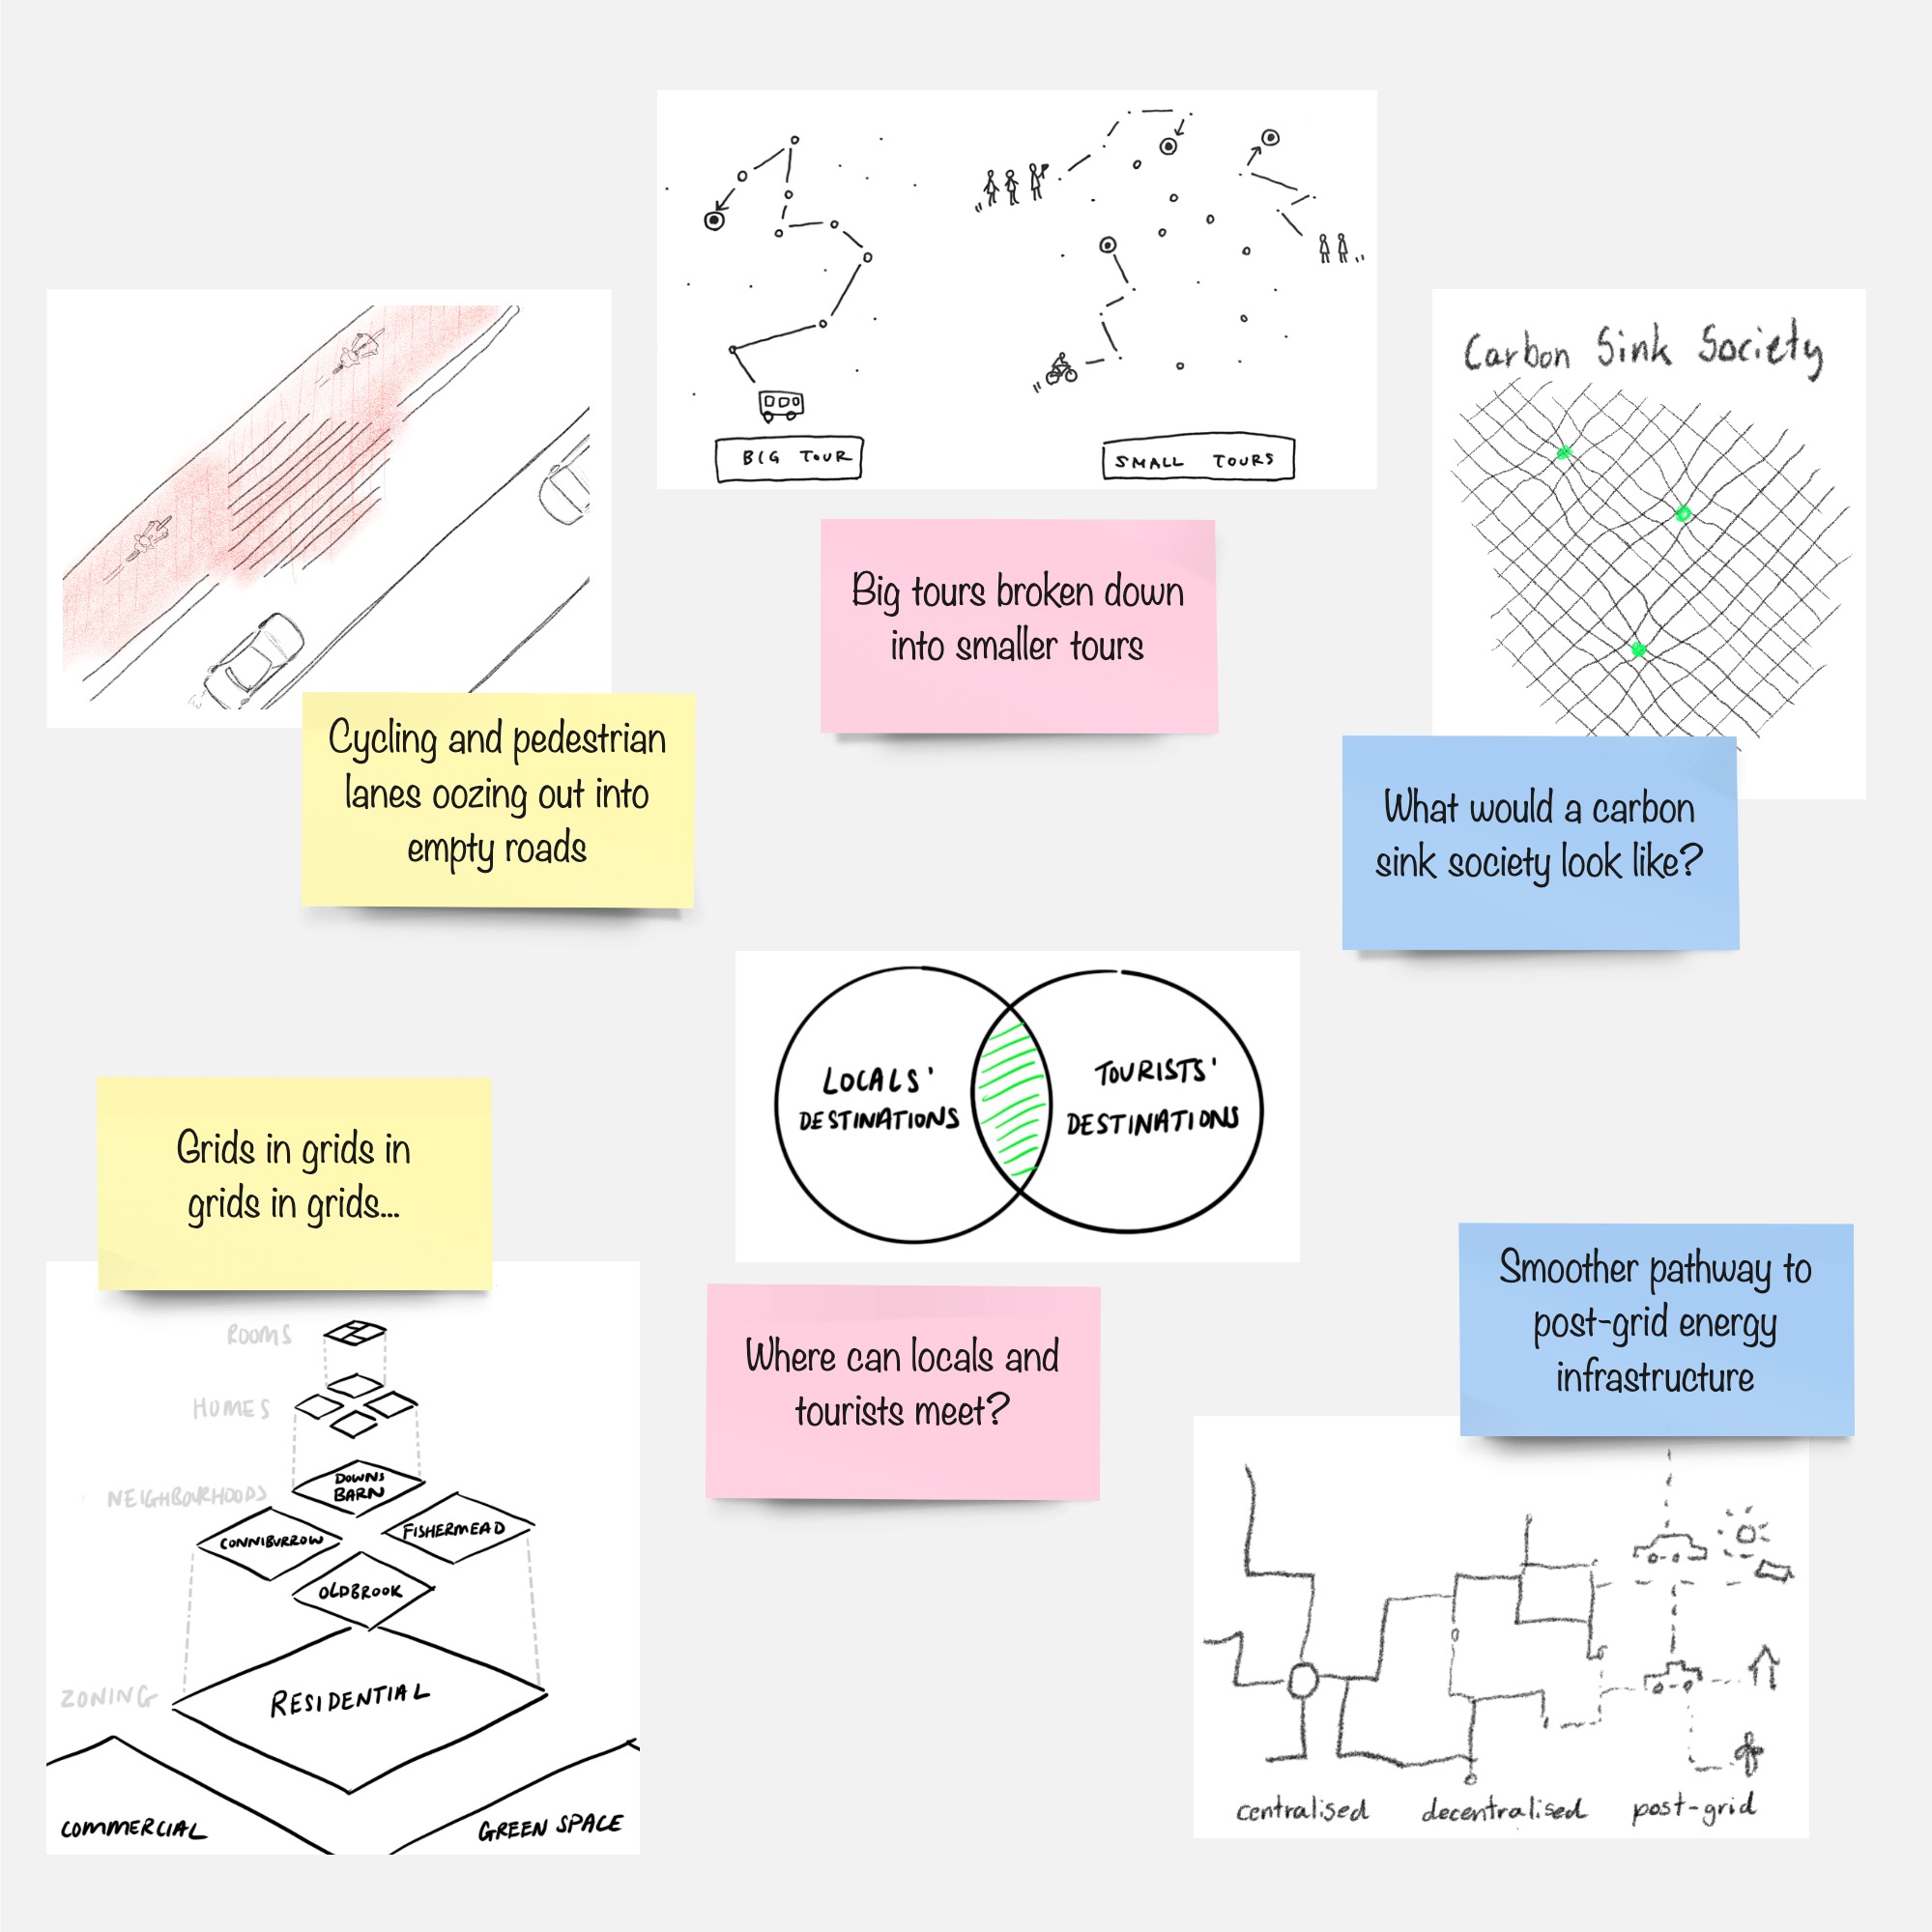 BIG TOUR
SMALL TOURS
Big tours broken down
into smaller tours
Cycling and pedestrian
lanes oozing out into
empty roads
Carbon Sink Society
What would a carbon
sink society look like?
LOCALS'
DESTINATIONS
TOURISTS'
DESTINATIONS
Where can locals and
tourists meet?
Grids in grids in
grids in grids...
ROOMS
HOMES
NEIGHBOURHOODS
DOWNS
BARN
CONNIBURROW
FISHERMEAD
OLDBROOK
ZONING
RESIDENTIAL
COMMERCIAL
GREEN SPACE
Smoother pathway to
post-grid energy
infrastructure
centralised
decentralised
post-grid